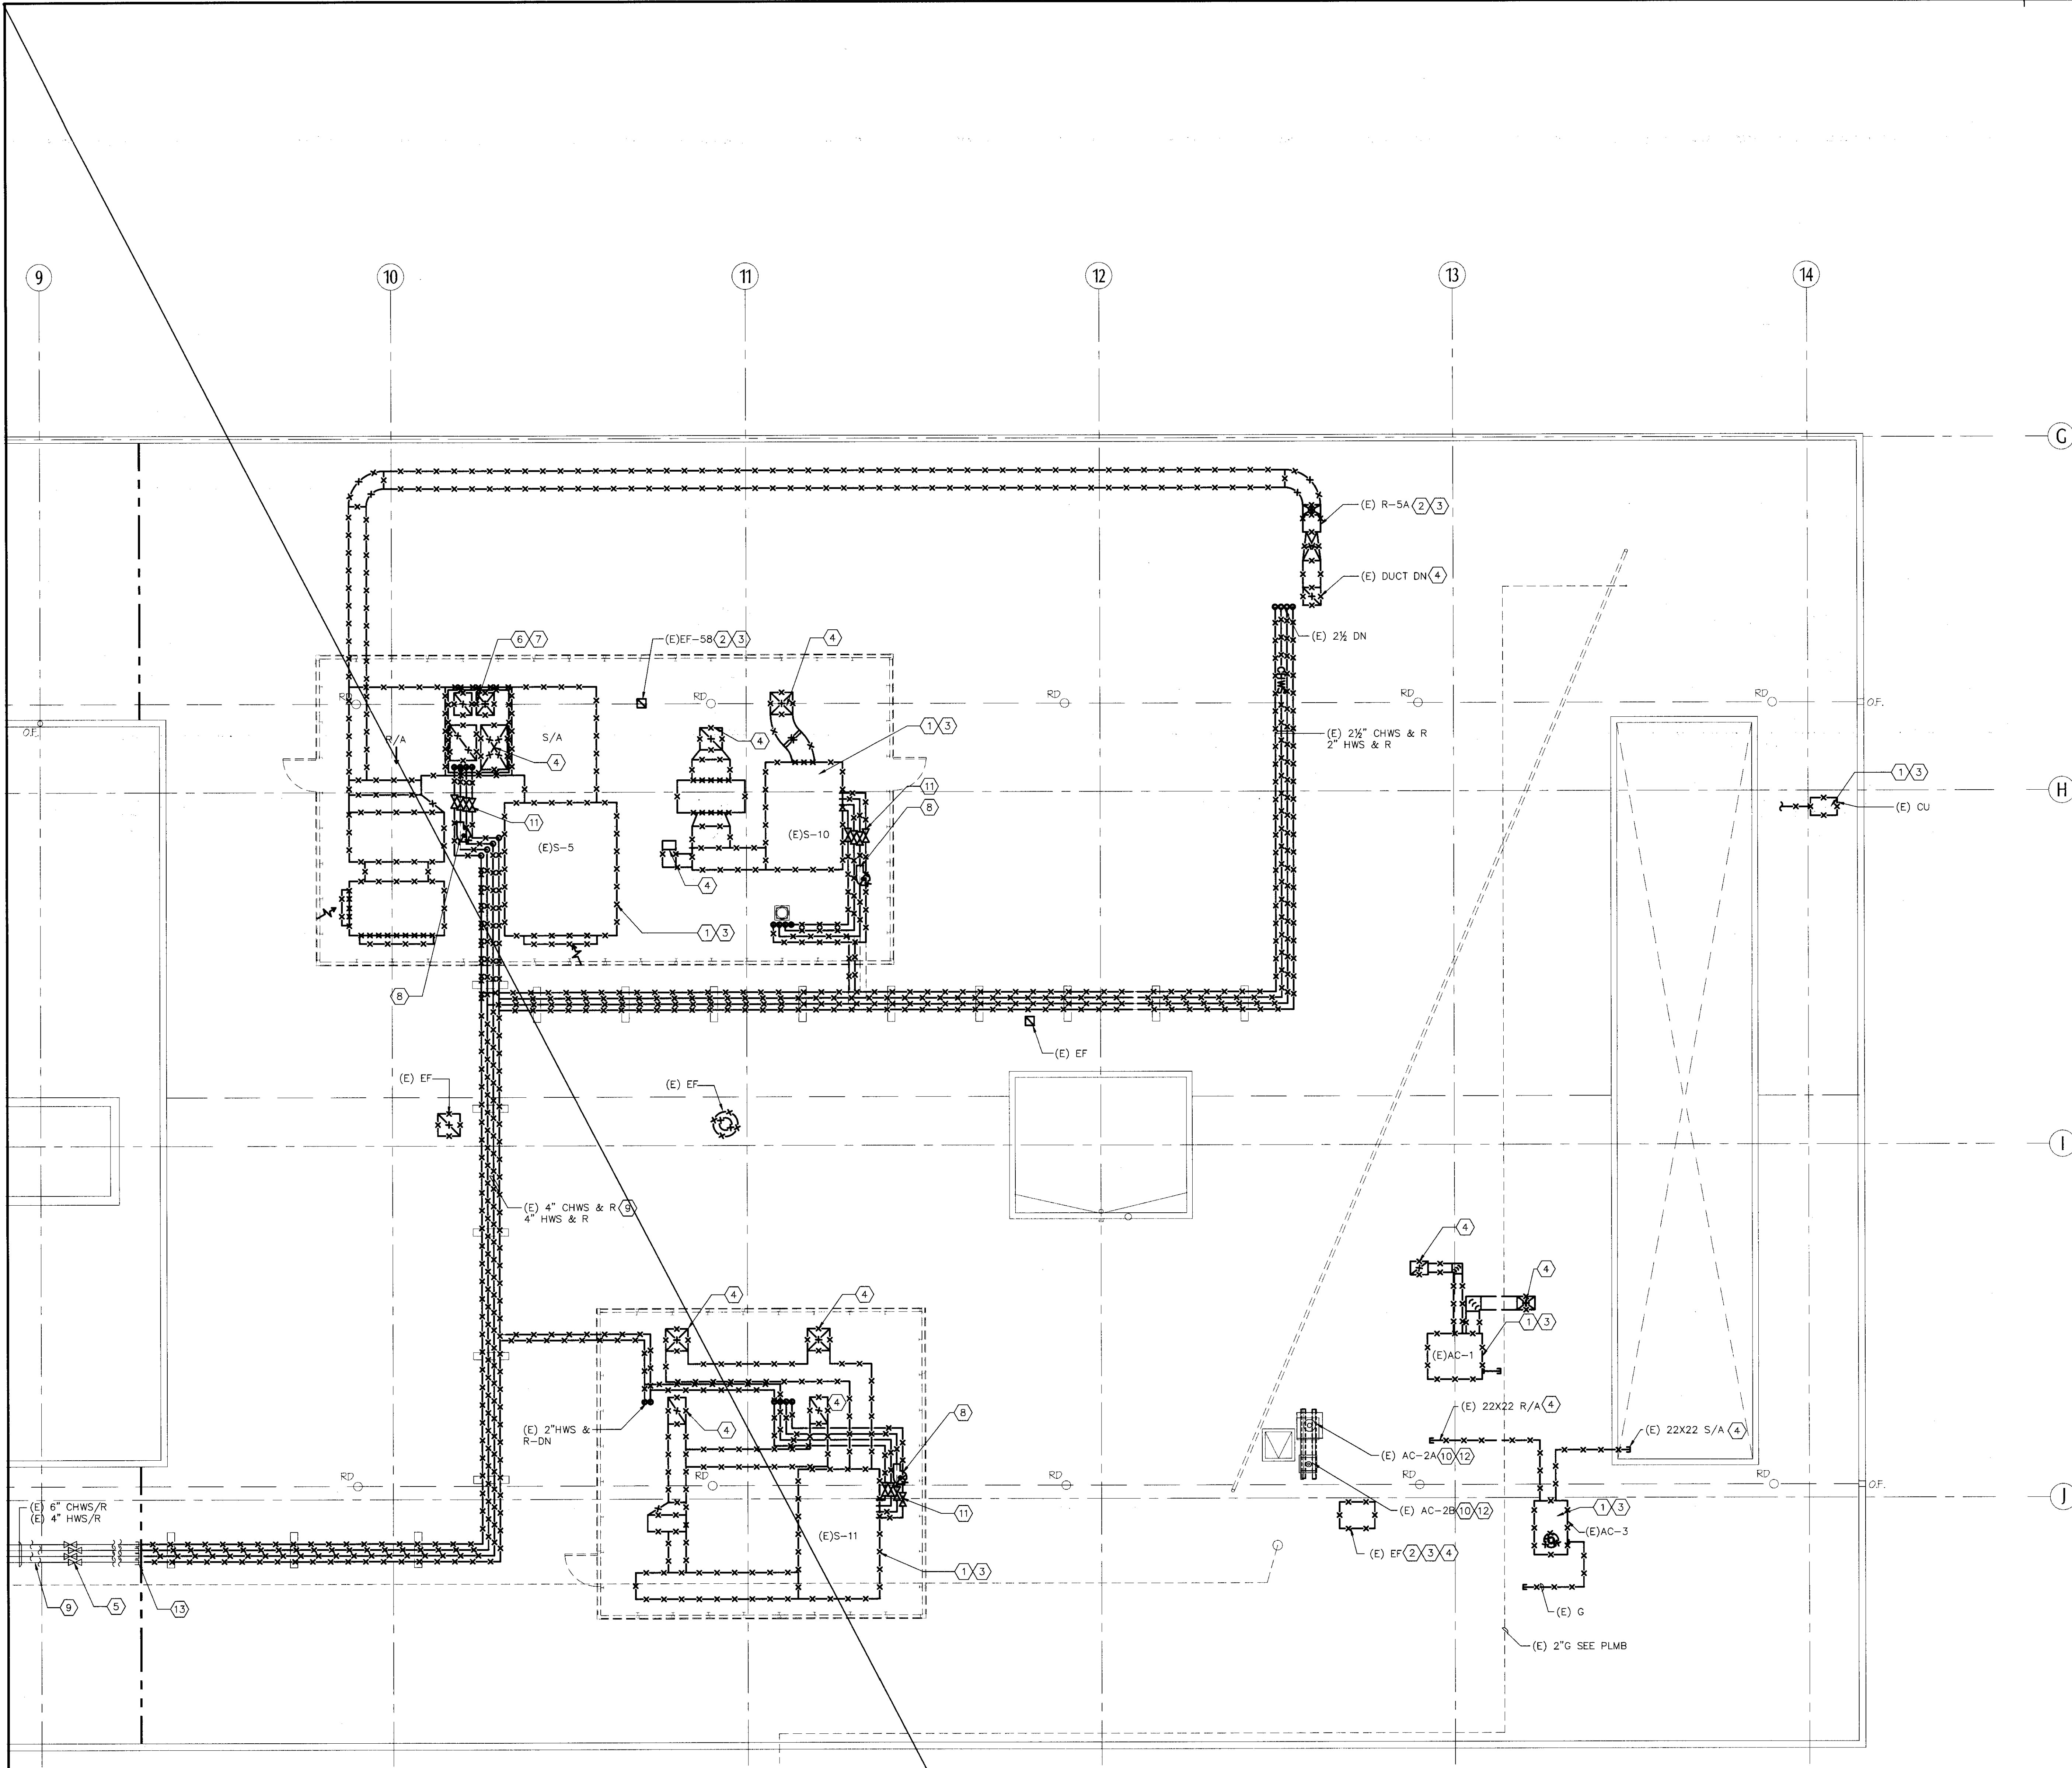 9
10
11
12
13
14
G
(E) R-5A 2 3
(E) DUCT DN 4
(E) 2½ DN
6 7
(E)EF-58 2 3
4
RD
RD
RD
RD
RD
O.F.
O.F.
R/A
S/A
4
4
1 3
(E) 2½" CHWS & R
2" HWS & R
1 3
H
(E) CU
11
11
8
(E)S-5
(E)S-10
4
1 3
8
(E) EF
(E) EF
(E) EF
I
(E) 4" CHWS & R 9
4" HWS & R
4
4
4
4
1 3
(E)AC-1
4
4
8
(E) 2"HWS &
R-DN
(E) 22X22 R/A 4
(E) 22X22 S/A 4
(E) AC-2A 10 12
RD
RD
RD
RD
RD
O.F.
J
(E) 6" CHWS/R
(E) 4" HWS/R
11
(E) AC-2B 10 12
1 3
(E)AC-3
(E)S-11
(E) EF 2 3 4
1 3
9
5
13
(E) G
(E) 2"G SEE PLMB